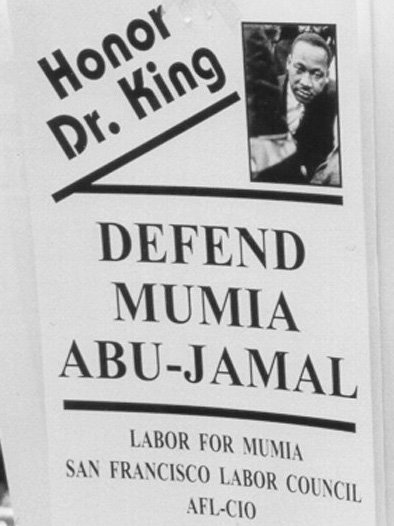 Honor
Dr. King
DEFEND
MUMIA
ABU-JAMAL
LABOR FOR MUMIA
SAN FRANCISCO LABOR COUNCIL
AFL-CIO